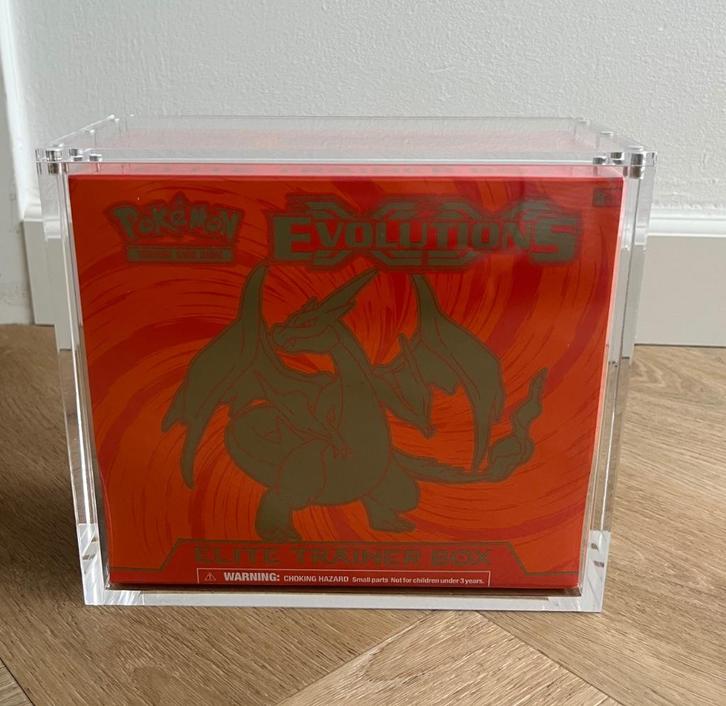 POKéMON
TRADING CARD GAME
XY
EVOLUTIONS
ELITE TRAINER BOX
⚠ WARNING: CHOKING HAZARD Small parts Not for children under 3 years.